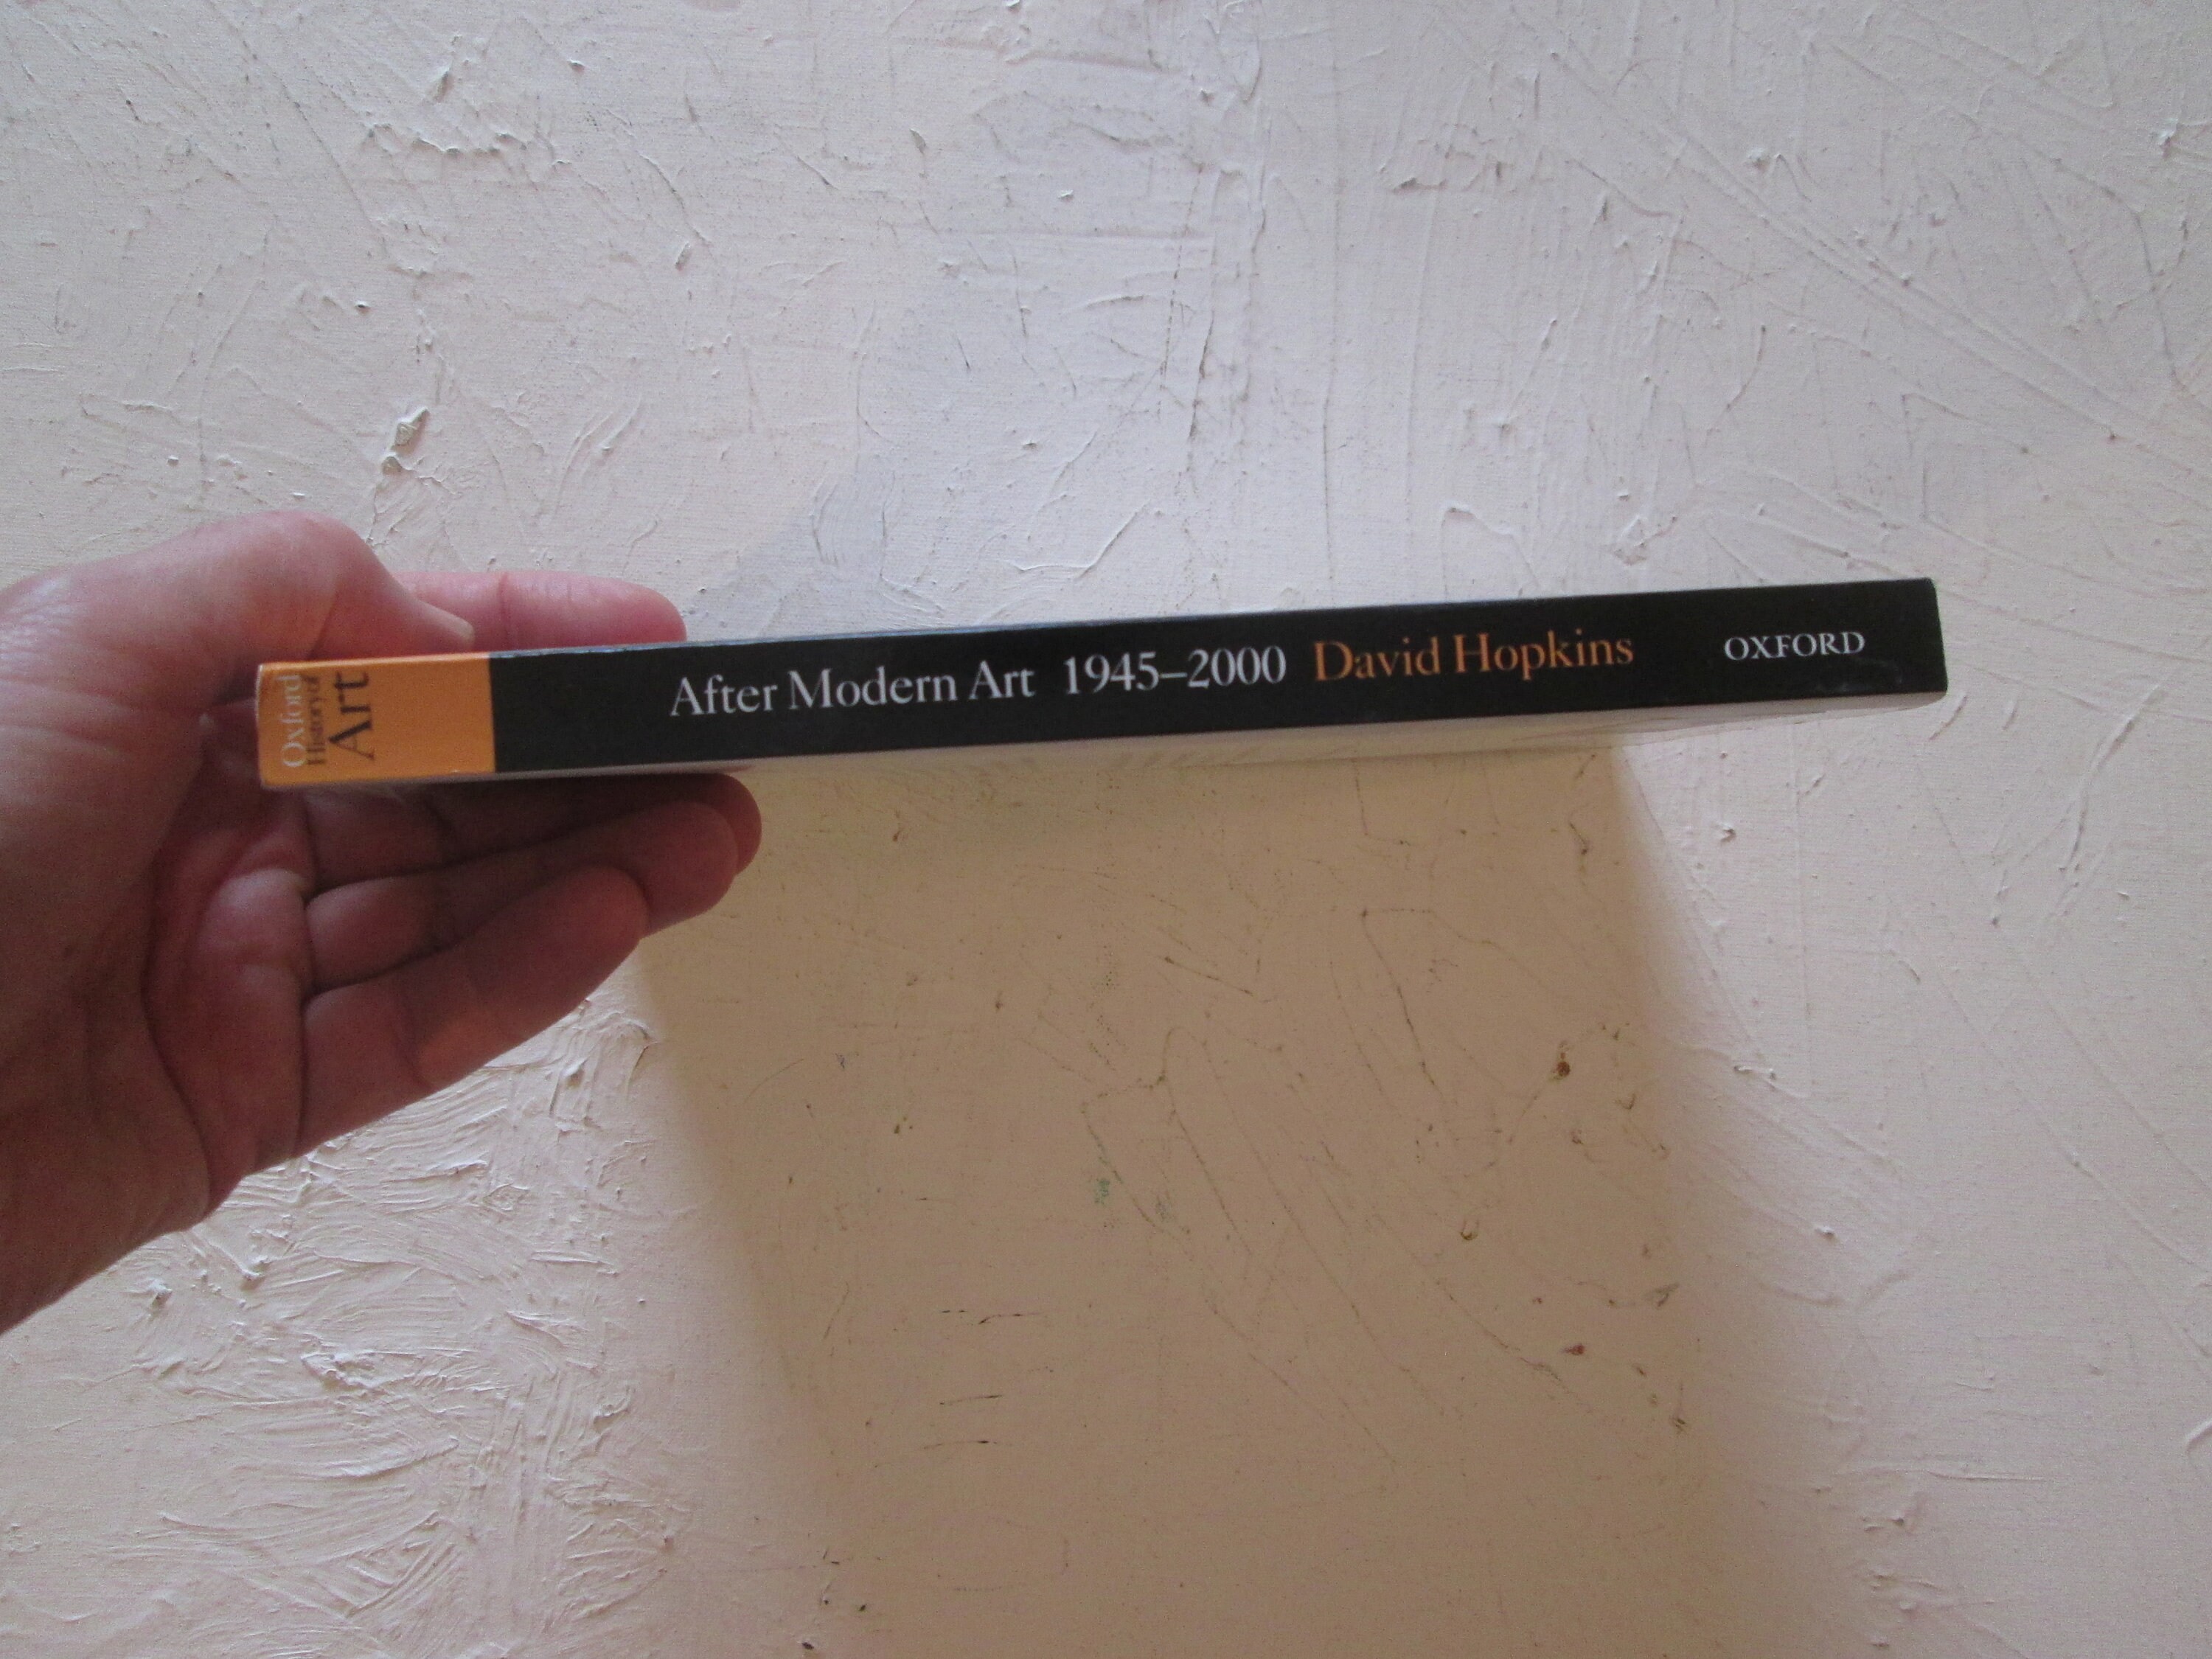 Oxford
History of
Art
After Modern Art 1945–2000 David Hopkins OXFORD